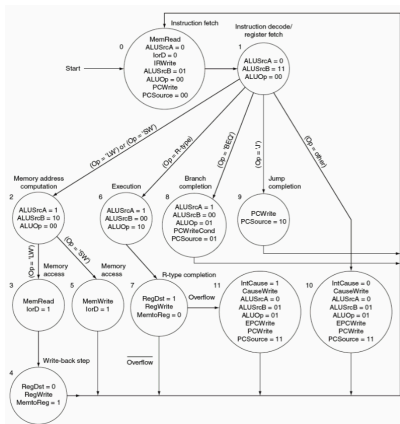 Instruction fetch
0
MemRead
ALUSrcA = 0
IorD = 0
IRWrite
ALUSrcB = 01
ALUOp = 00
PCWrite
PCSource = 00
Start
Instruction decode/
register fetch
1
ALUSrcA = 0
ALUSrcB = 11
ALUOp = 00
(Op = 'LW') or (Op = 'SW')
(Op = R-type)
(Op = 'BEQ')
(Op = 'J')
(Op = other)
Memory address
computation
2
ALUSrcA = 1
ALUSrcB = 10
ALUOp = 00
Execution
6
ALUSrcA = 1
ALUSrcB = 00
ALUOp = 10
Branch
completion
8
ALUSrcA = 1
ALUSrcB = 00
ALUOp = 01
PCWriteCond
PCSource = 01
Jump
completion
9
PCWrite
PCSource = 10
(Op = 'LW')
(Op = 'SW')
Memory
access
3
MemRead
IorD = 1
Memory
access
5
MemWrite
IorD = 1
R-type completion
7
RegDst = 1
RegWrite
MemtoReg = 0
Overflow
Overflow
11
IntCause = 1
CauseWrite
ALUSrcA = 0
ALUSrcB = 01
ALUOp = 01
EPCWrite
PCWrite
PCSource = 11
10
IntCause = 0
CauseWrite
ALUSrcA = 0
ALUSrcB = 01
ALUOp = 01
EPCWrite
PCWrite
PCSource = 11
Write-back step
4
RegDst = 0
RegWrite
MemtoReg = 1